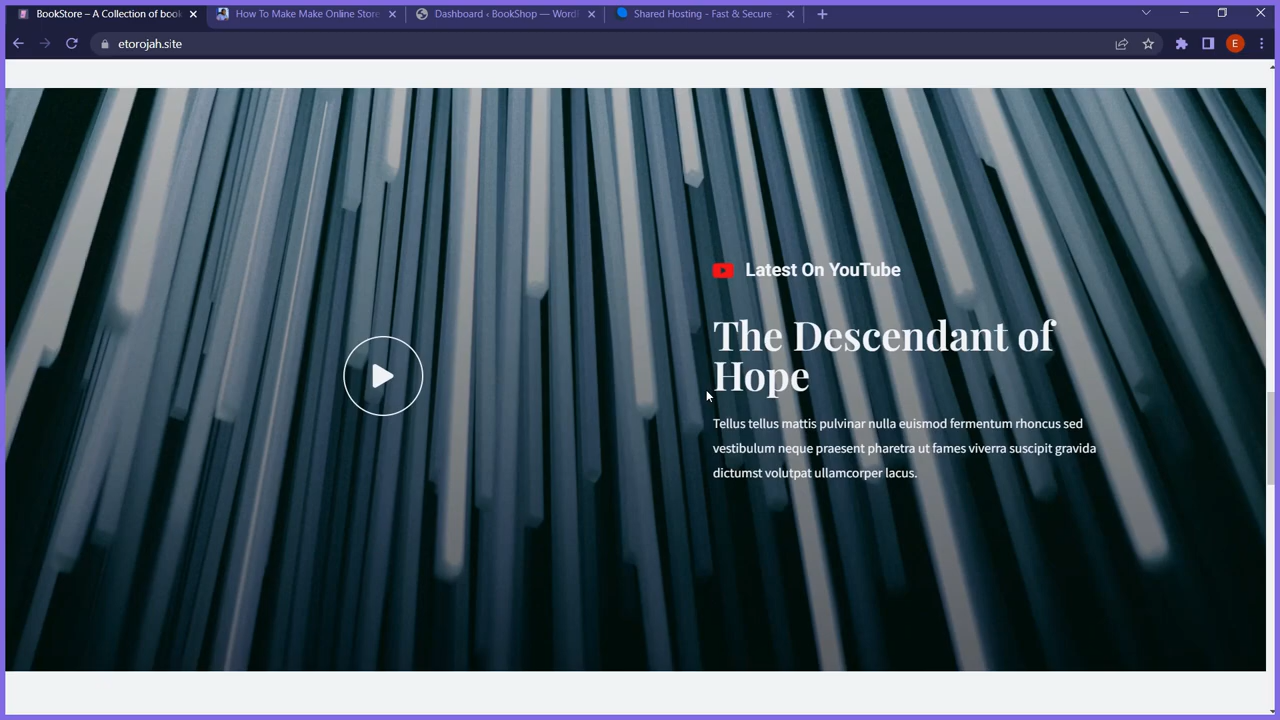 BookStore – A Collection of book
How To Make Make Online Store
Dashboard ‹ BookShop — Word
Shared Hosting - Fast & Secure -
etorojah.site
E
Latest On YouTube
The Descendant of
Hope
Tellus tellus mattis pulvinar nulla euismod fermentum rhoncus sed
vestibulum neque praesent pharetra ut fames viverra suscipit gravida
dictumst volutpat ullamcorper lacus.